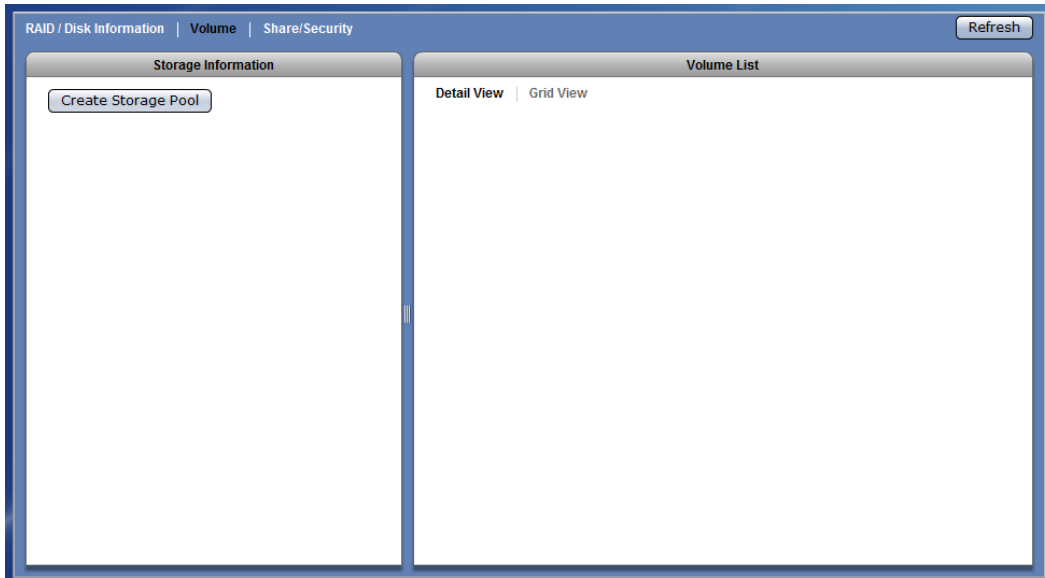 RAID / Disk Information | Volume | Share/Security
Refresh
Storage Information
Create Storage Pool
Volume List
Detail View | Grid View